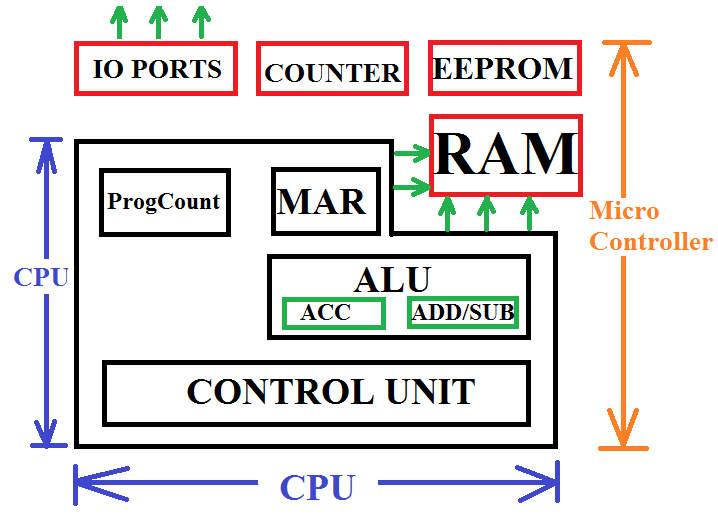 IO PORTS
COUNTER
EEPROM
RAM
ProgCount
MAR
Micro
Controller
CPU
ALU
ACC
ADD/SUB
CONTROL UNIT
CPU